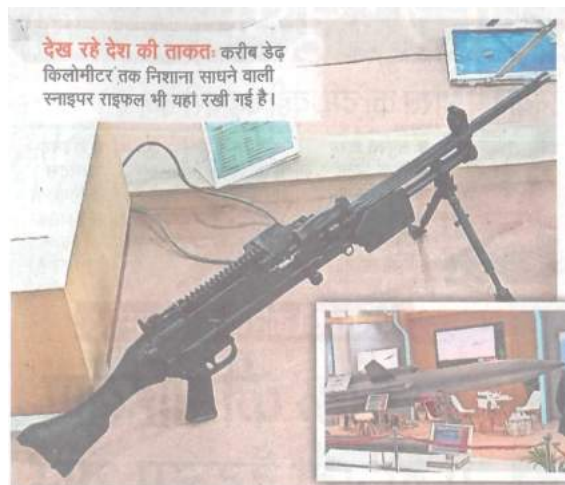 देख रहे देश की ताकतः करीब डेढ़
किलोमीटर तक निशाना साधने वाली
स्नाइपर राइफल भी यहां रखी गई है।